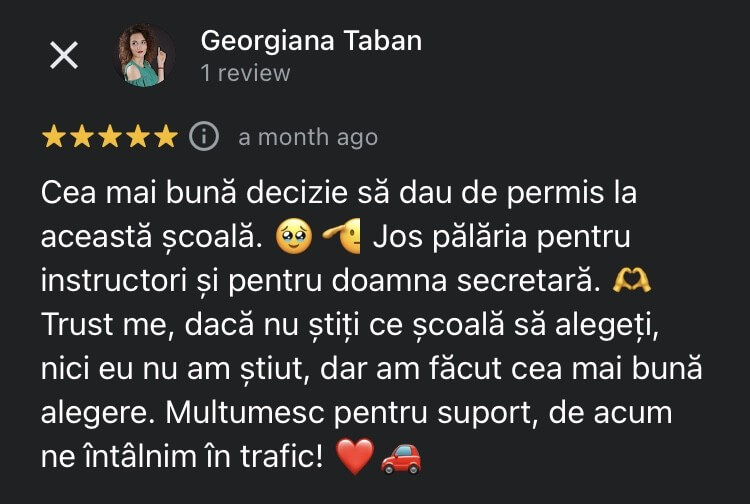 Georgiana Taban
1 review
a month ago
Cea mai bună decizie să dau de permis la
această școală. 🥹 🫡 Jos pălăria pentru
instructori și pentru doamna secretară. 🫶
Trust me, dacă nu știți ce școală să alegeți,
nici eu nu am știut, dar am făcut cea mai bună
alegere. Multumesc pentru suport, de acum
ne întâlnim în trafic! ❤️🚗